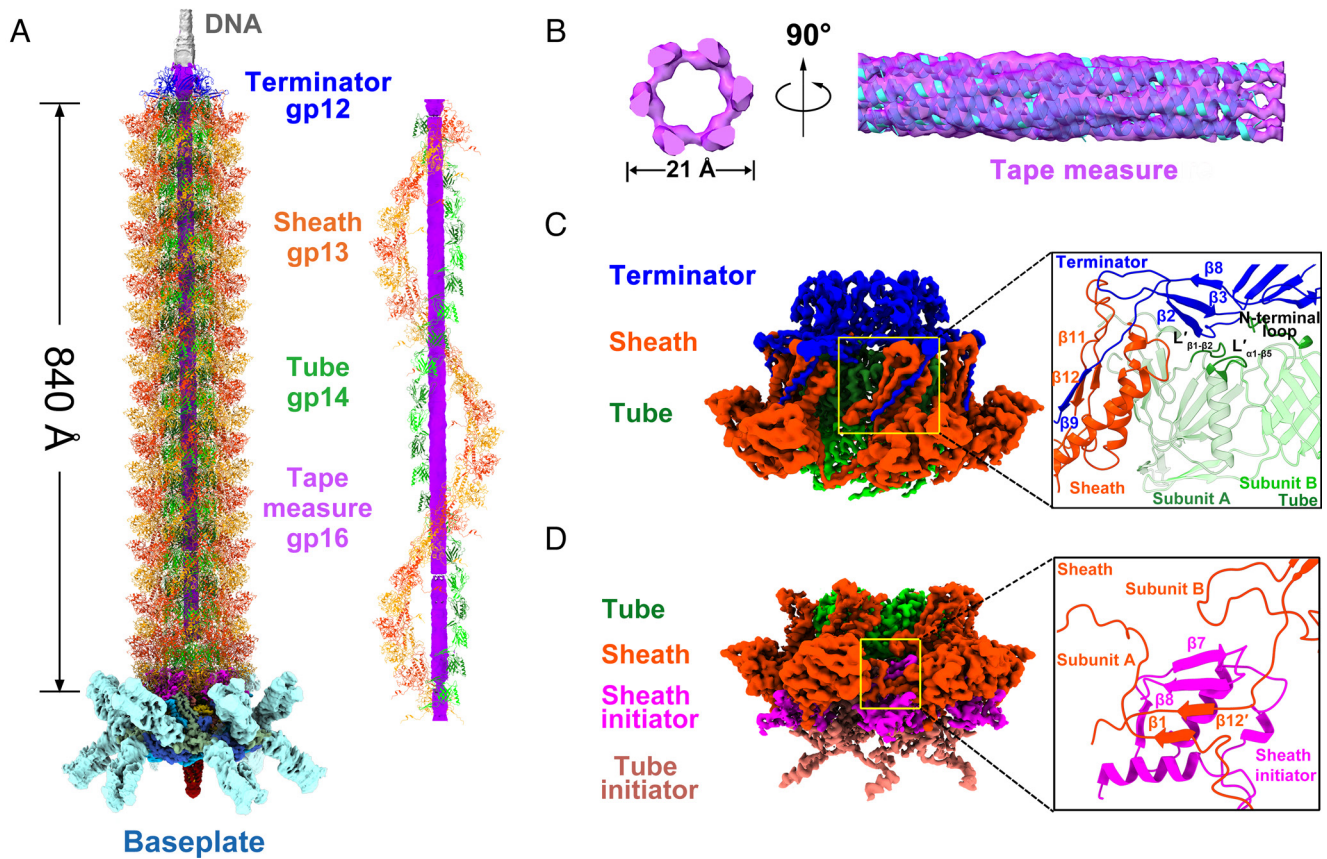 A
DNA
Terminator
gp12
Sheath
gp13
840 Å
Tube
gp14
Tape
measure
gp16
Baseplate
B
90°
21 Å
Tape measure
C
Terminator
Sheath
Tube
Terminator
β8
β3
β2
N-terminal
loop
L′β1-β2
L′α1-β5
β11
β12
β9
Sheath
Subunit A
Subunit B
Tube
D
Tube
Sheath
Sheath
initiator
Tube
initiator
Sheath
Subunit B
Subunit A
β7
β8
β1
β12′
Sheath
initiator